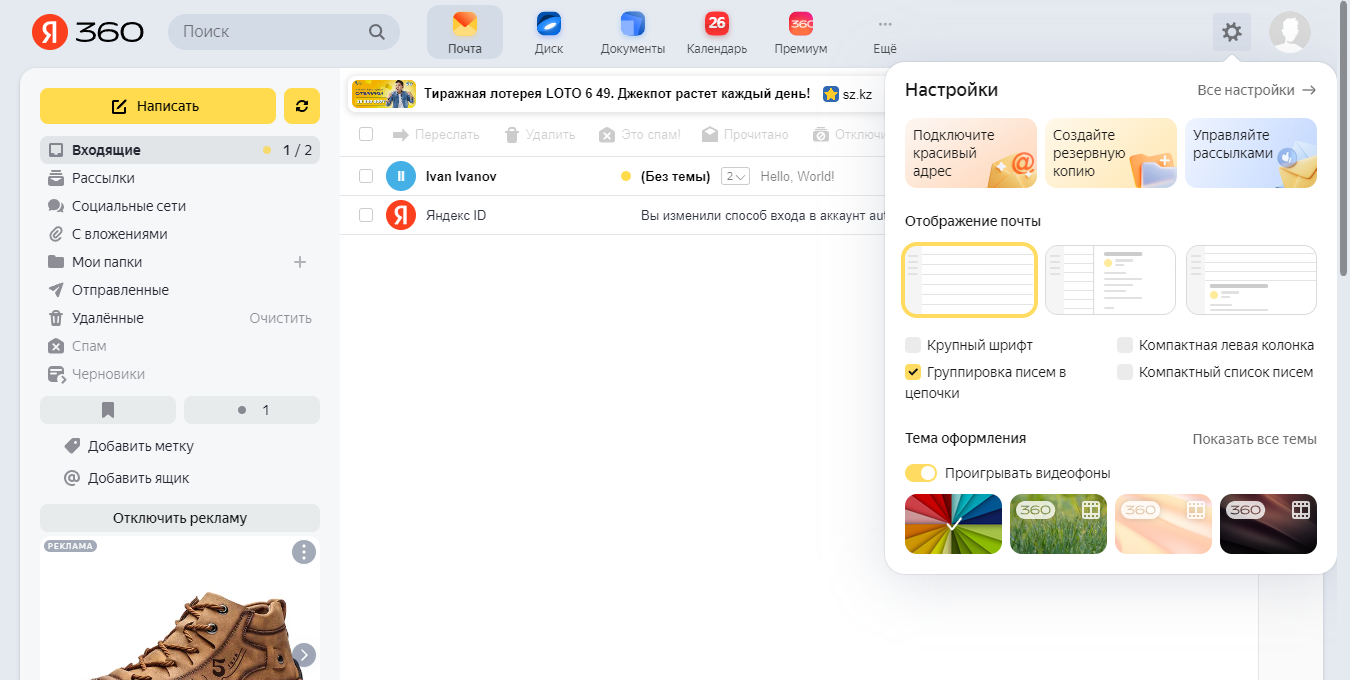 Я 360
Поиск
Почта
Диск
Документы
26
Календарь
360
Премиум
Ещё
Написать
Входящие 1 / 2
Рассылки
Социальные сети
С вложениями
Мои папки
Отправленные
Удалённые Очистить
Спам
Черновики
1
Добавить метку
Добавить ящик
Отключить рекламу
РЕКЛАМА
5
Тиражная лотерея LOTO 6 49. Джекпот растет каждый день! sz.kz
Переслать Удалить Это спам! Прочитано Отключи
II Ivan Ivanov (Без темы) 2 Hello, World!
Я Яндекс ID Вы изменили способ входа в аккаунт aut
Настройки Все настройки
Подключите
красивый
адрес
Создайте
резервную
копию
Управляйте
рассылками
Отображение почты
Крупный шрифт Компактная левая колонка
Группировка писем в Компактный список писем
цепочки
Тема оформления Показать все темы
Проигрывать видеофоны
360 360 360